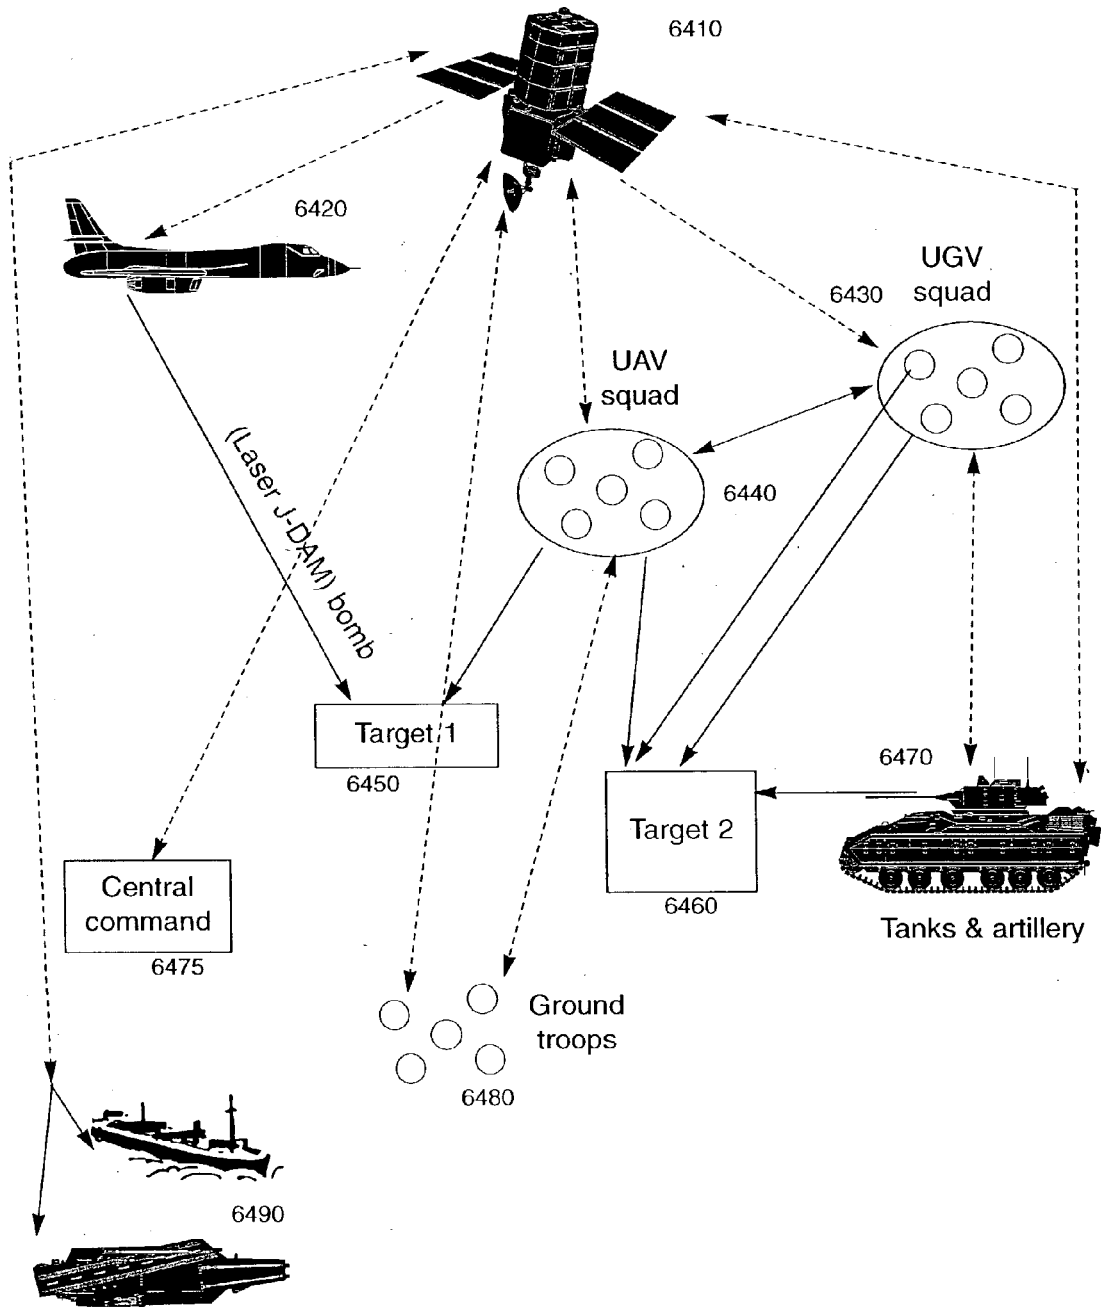 6410
6420
UGV
squad
6430
UAV
squad
6440
(Laser J-DAM) bomb
Target 1
6450
6470
Target 2
6460
Central
command
6475
Tanks & artillery
Ground
troops
6480
6490